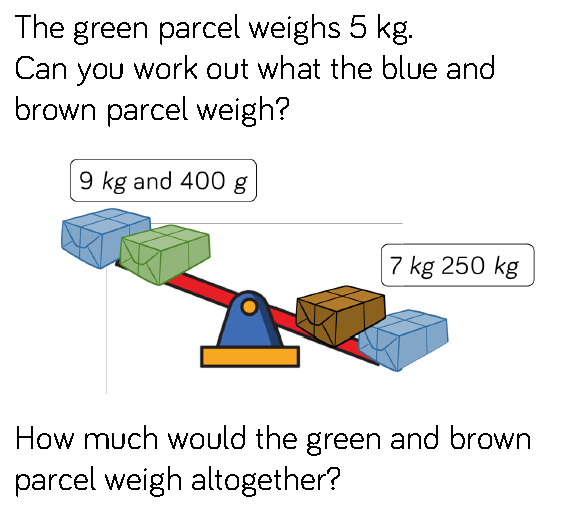 The green parcel weighs 5 kg.
Can you work out what the blue and
brown parcel weigh?
9 kg and 400 g
7 kg 250 kg
How much would the green and brown
parcel weigh altogether?